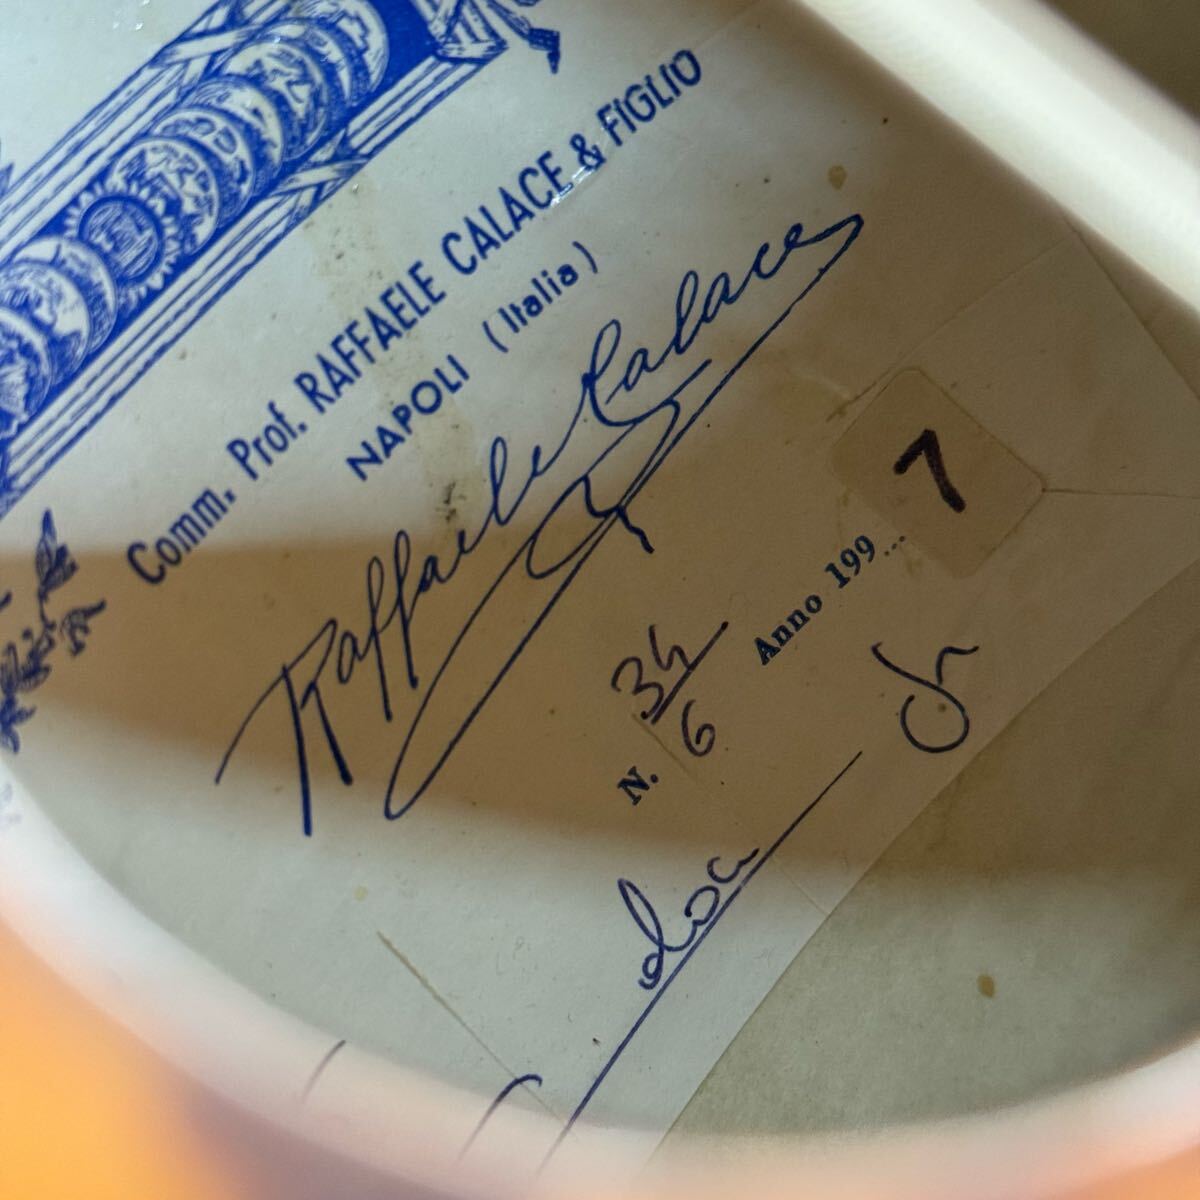 Comm. Prof. RAFFAELE CALACE & FIGLIO
NAPOLI (Italia)
Raffaele Calace
N. 34/6 Anno 199... 7